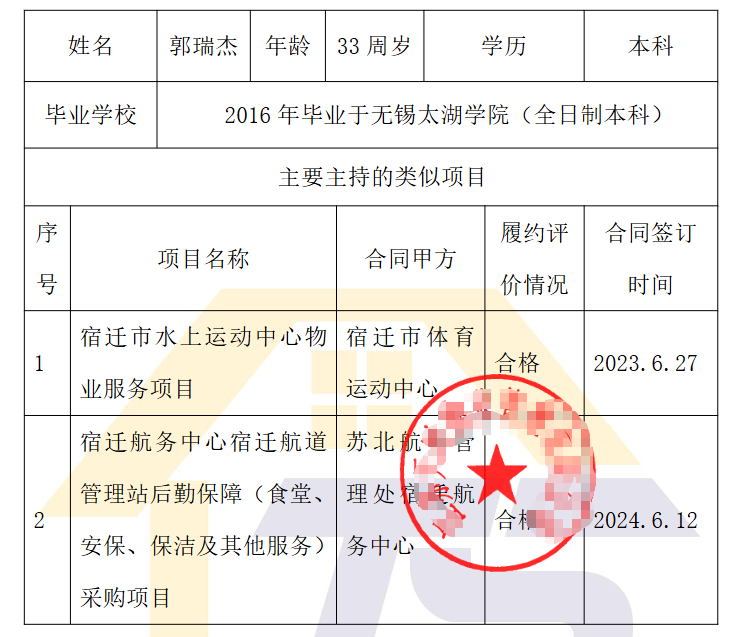 姓名 郭瑞杰 年龄 33周岁 学历 本科
毕业学校 2016年毕业于无锡太湖学院（全日制本科）
主要主持的类似项目
序号 项目名称 合同甲方 履约评价情况 合同签订时间
1 宿迁市水上运动中心物业服务项目 宿迁市体育运动中心 合格 2023.6.27
2 宿迁航务中心宿迁航道管理站后勤保障（食堂、安保、保洁及其他服务）采购项目 苏北航 管理处宿迁航务中心 合格 2024.6.12